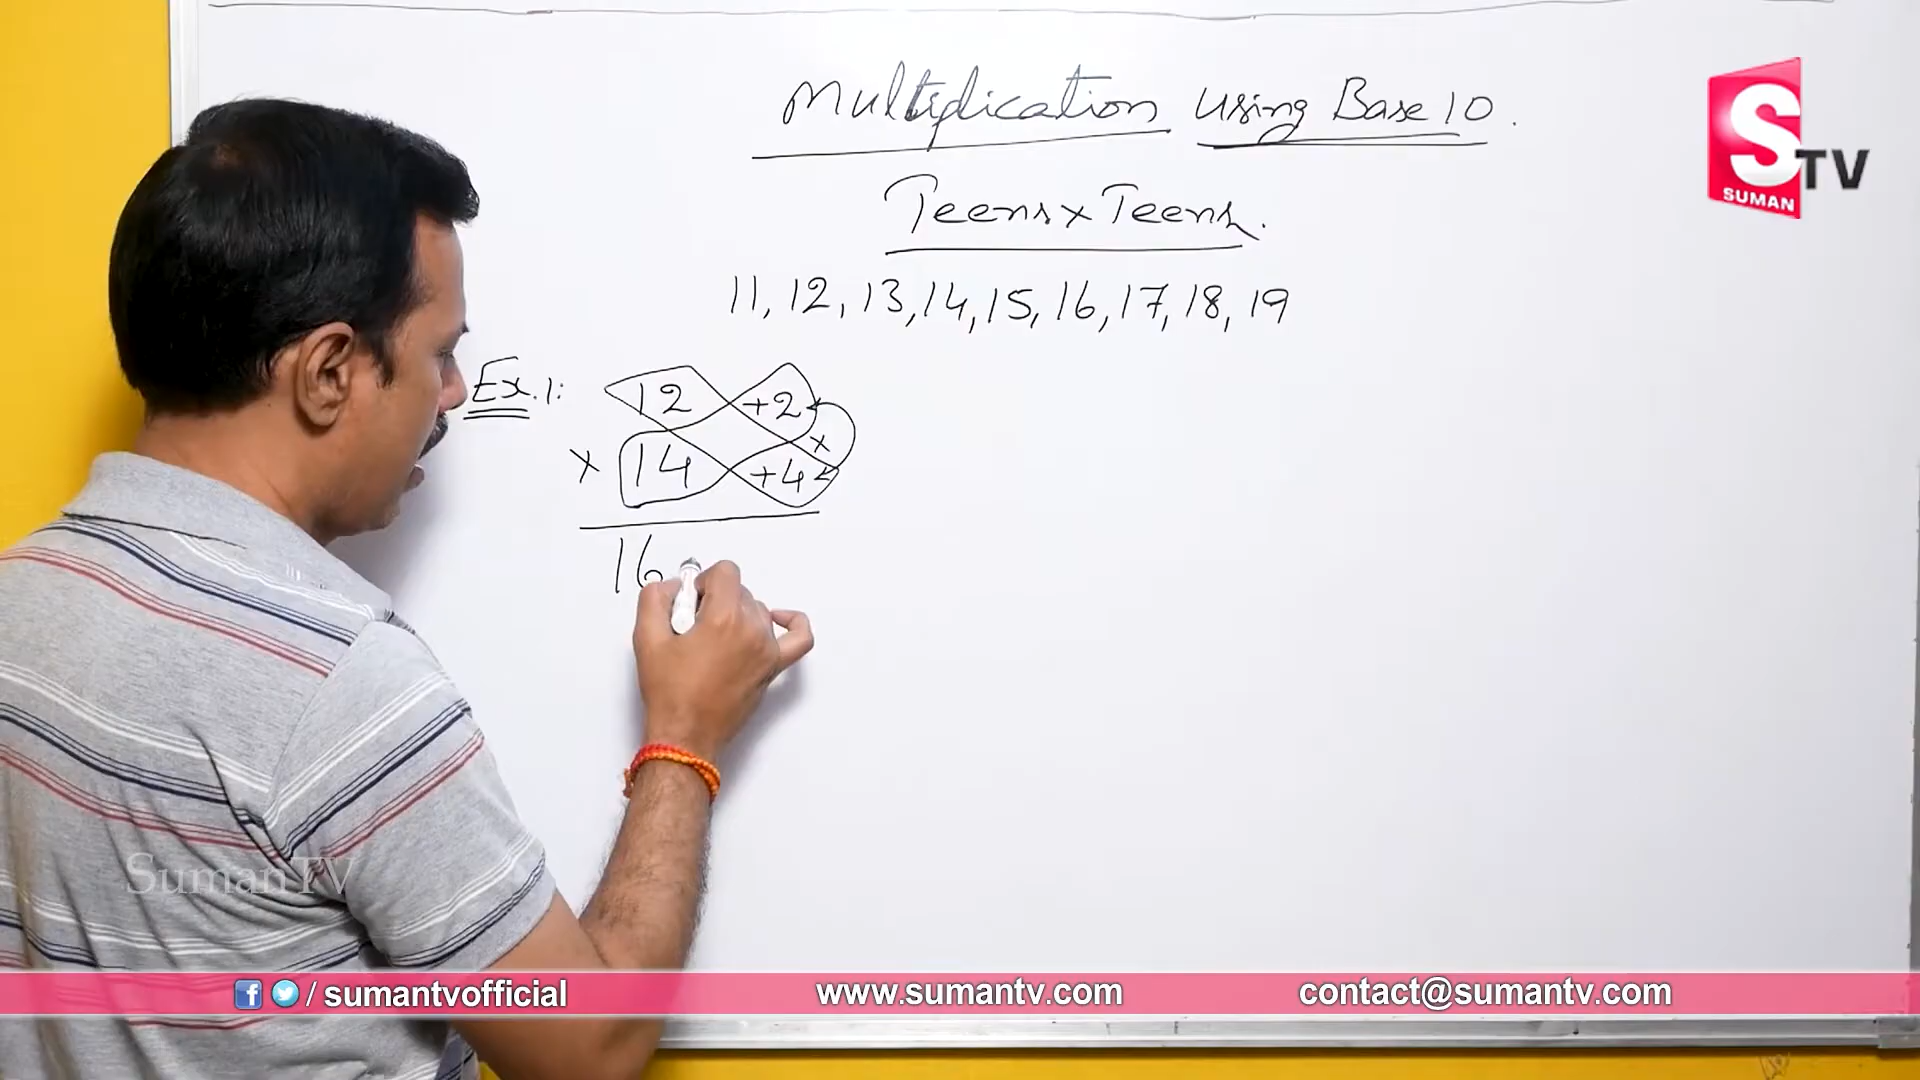 Multiplication Using Base 10.
Teens x Teens.
11, 12, 13, 14, 15, 16, 17, 18, 19
Ex.1:
12 +2
x
x 14 +4
16
S TV
SUMAN
SumanTV
/ sumantvofficial
www.sumantv.com
contact@sumantv.com